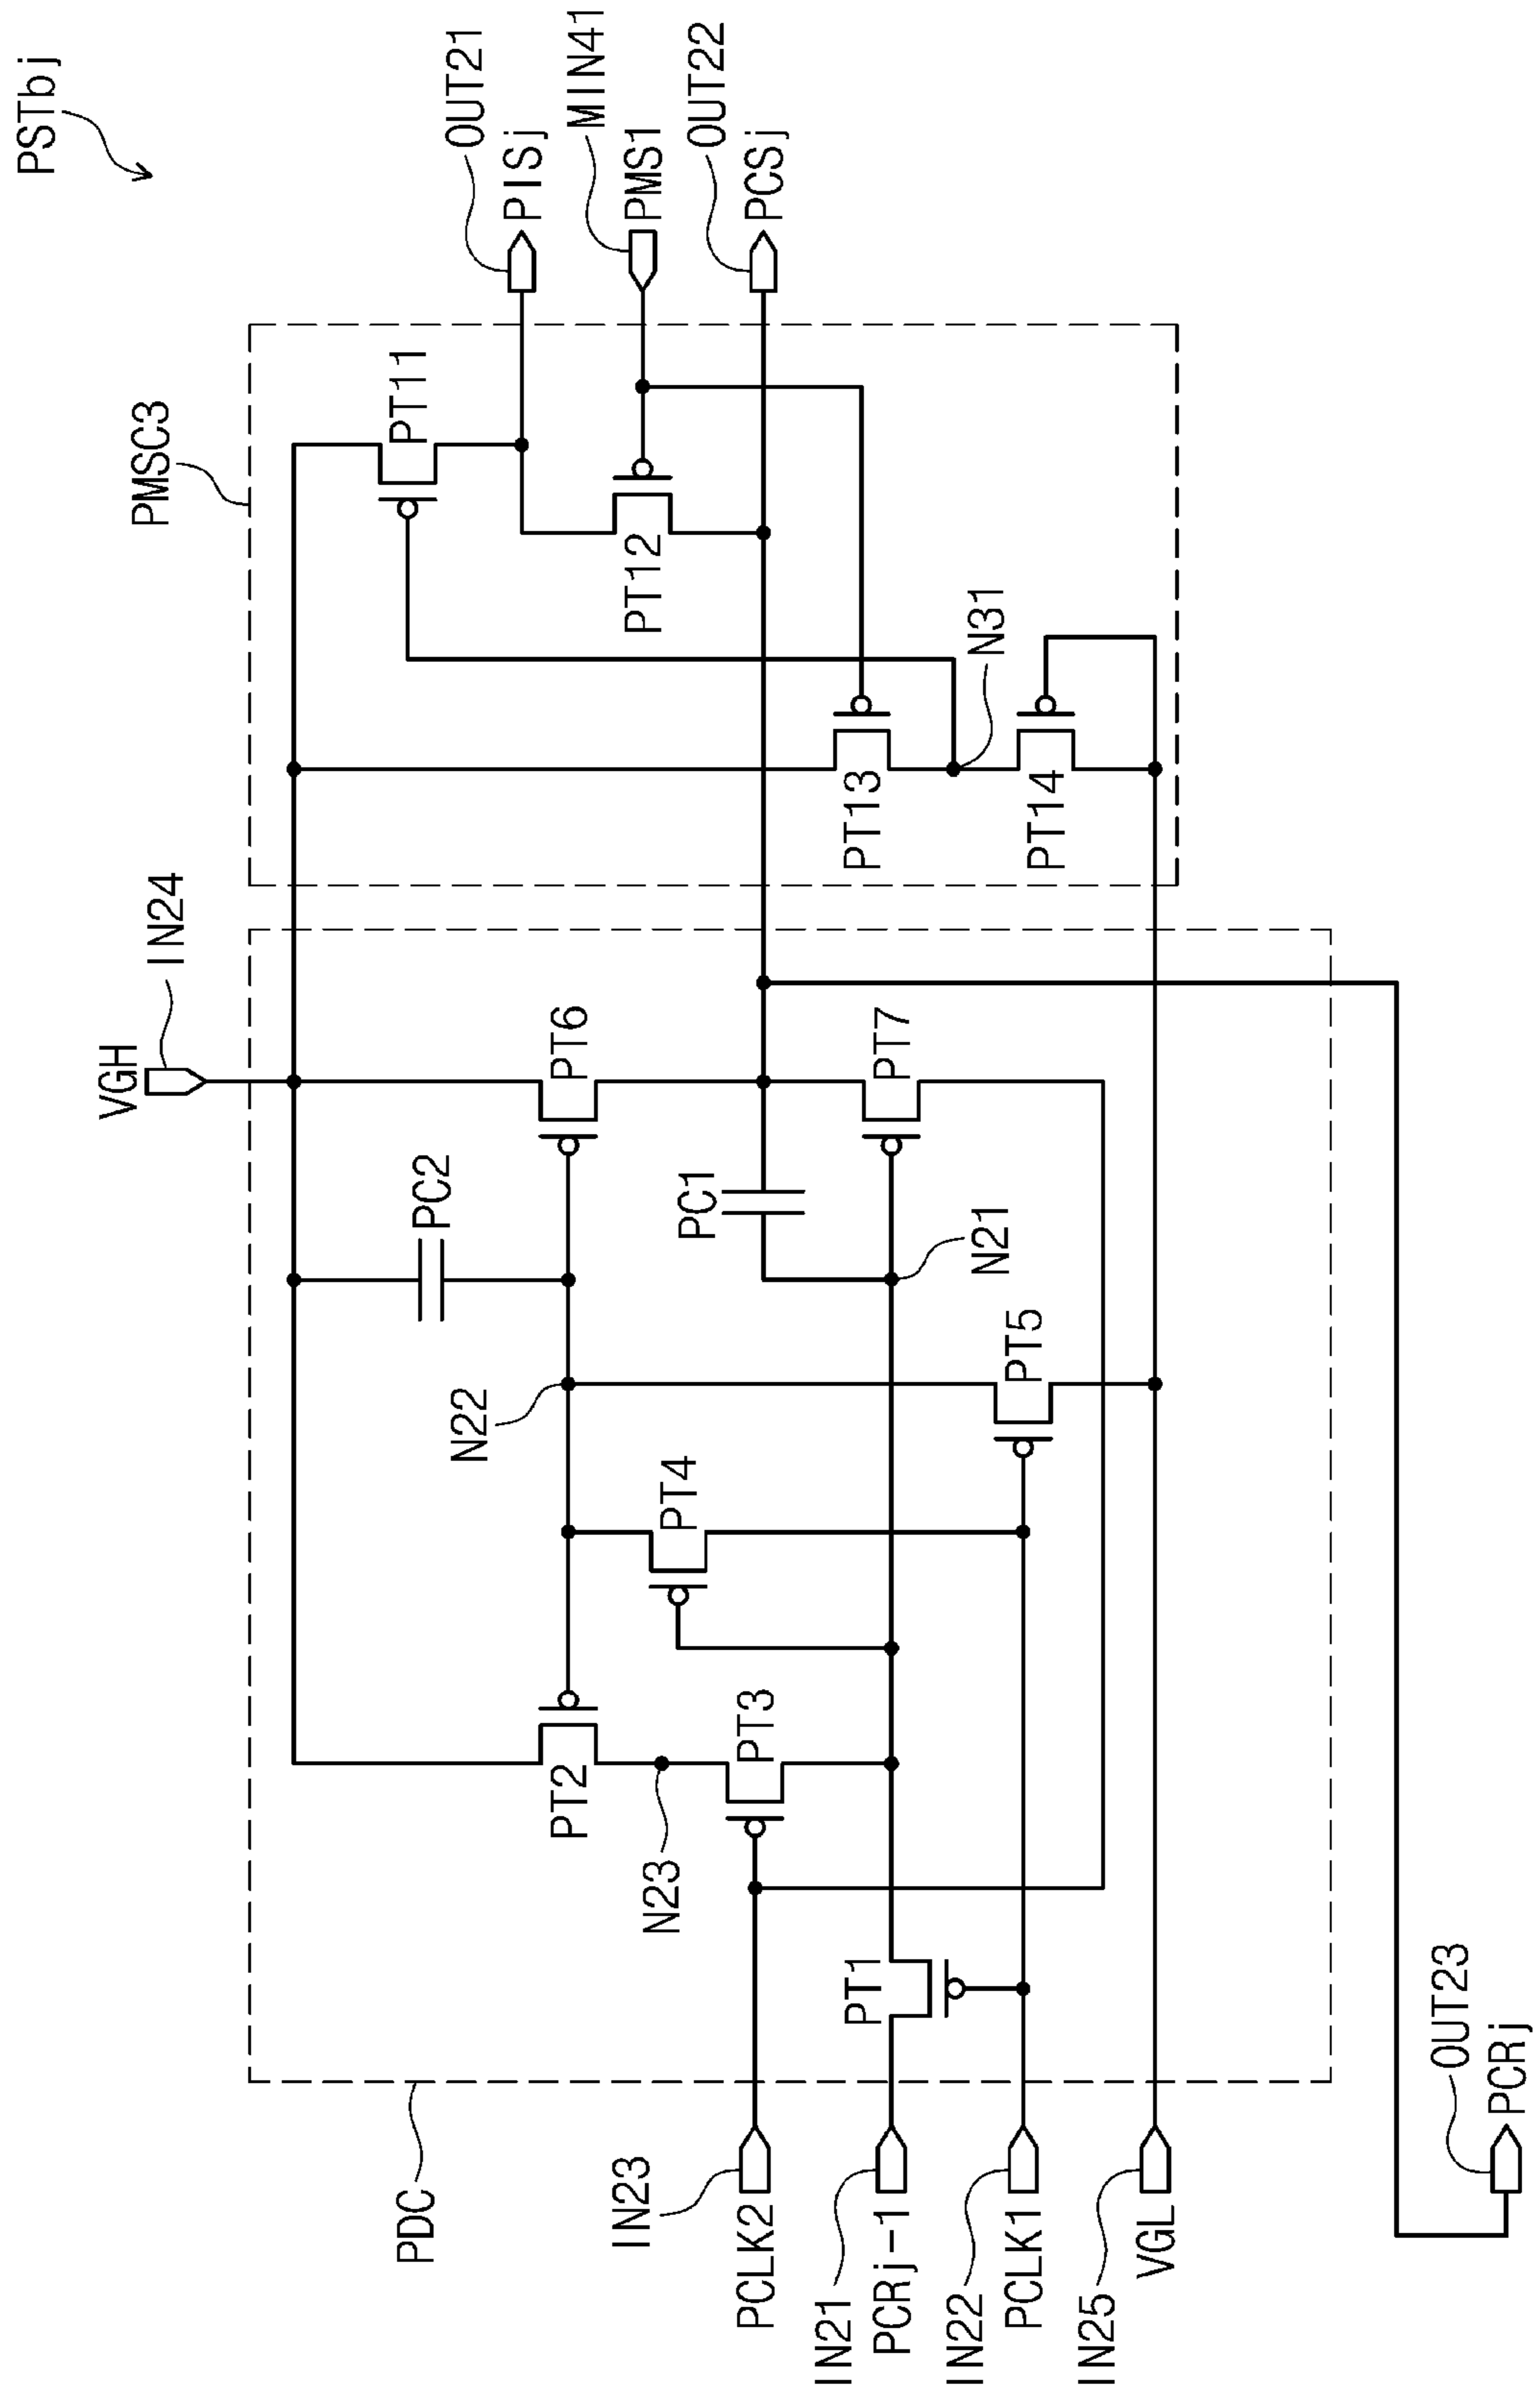 PSTbj
OUT21
PISj
MIN41
PMS1
OUT22
PCSj
PMSC3
PT11
PT12
N31
PT13
PT14
IN24
VGH
PT6
PT7
PC2
PC1
N21
PT5
N22
PT4
PT3
PT2
N23
PT1
OUT23
PCRj
PDC
IN23
PCLK2
IN21
PCRj-1
IN22
PCLK1
IN25
VGL